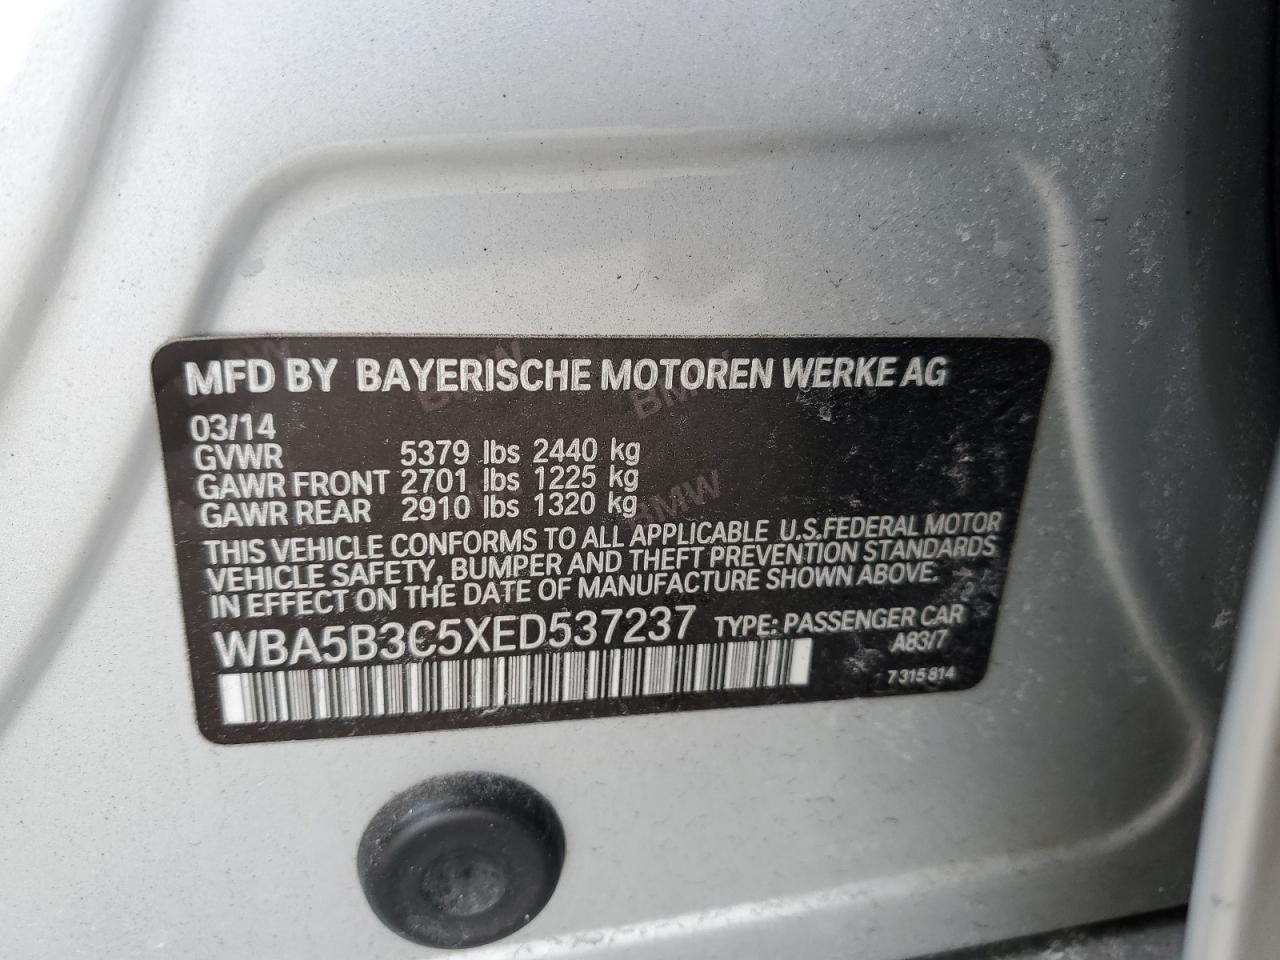 MFD BY BAYERISCHE MOTOREN WERKE AG
03/14
GVWR 5379 lbs 2440 kg
GAWR FRONT 2701 lbs 1225 kg
GAWR REAR 2910 lbs 1320 kg
THIS VEHICLE CONFORMS TO ALL APPLICABLE U.S.FEDERAL MOTOR
VEHICLE SAFETY, BUMPER AND THEFT PREVENTION STANDARDS
IN EFFECT ON THE DATE OF MANUFACTURE SHOWN ABOVE.
WBA5B3C5XED537237 TYPE: PASSENGER CAR
A83/7
7 315 814